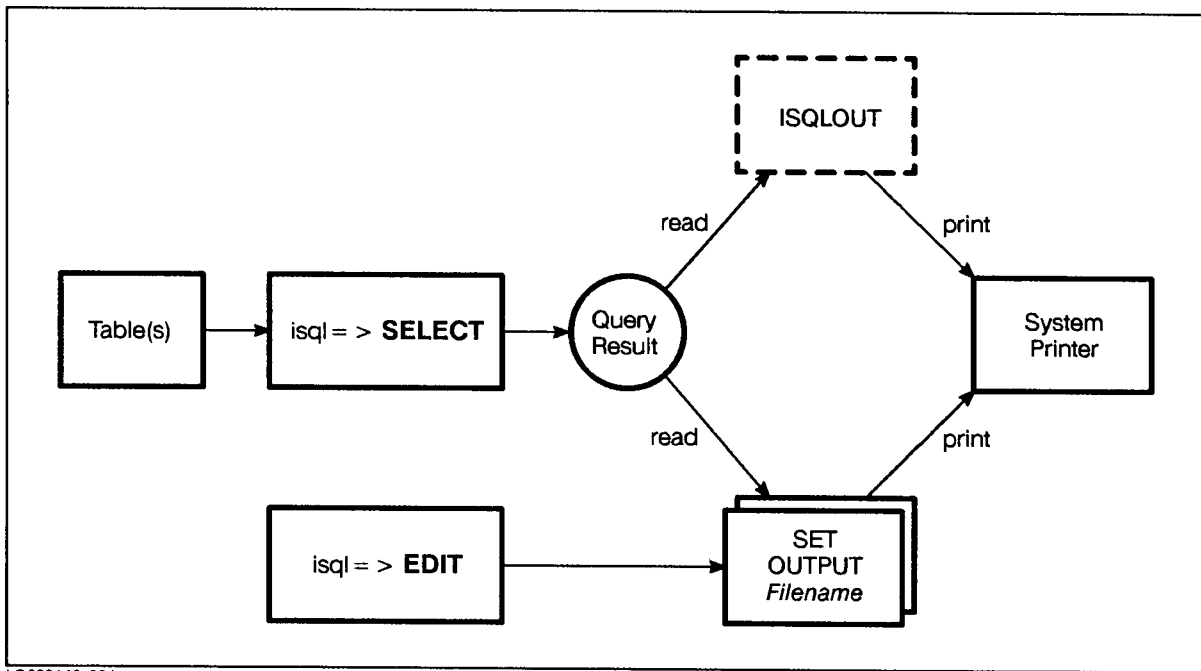 ISQLOUT
read
print
Table(s)
isql = > SELECT
Query
Result
System
Printer
read
print
isql = > EDIT
SET
OUTPUT
Filename